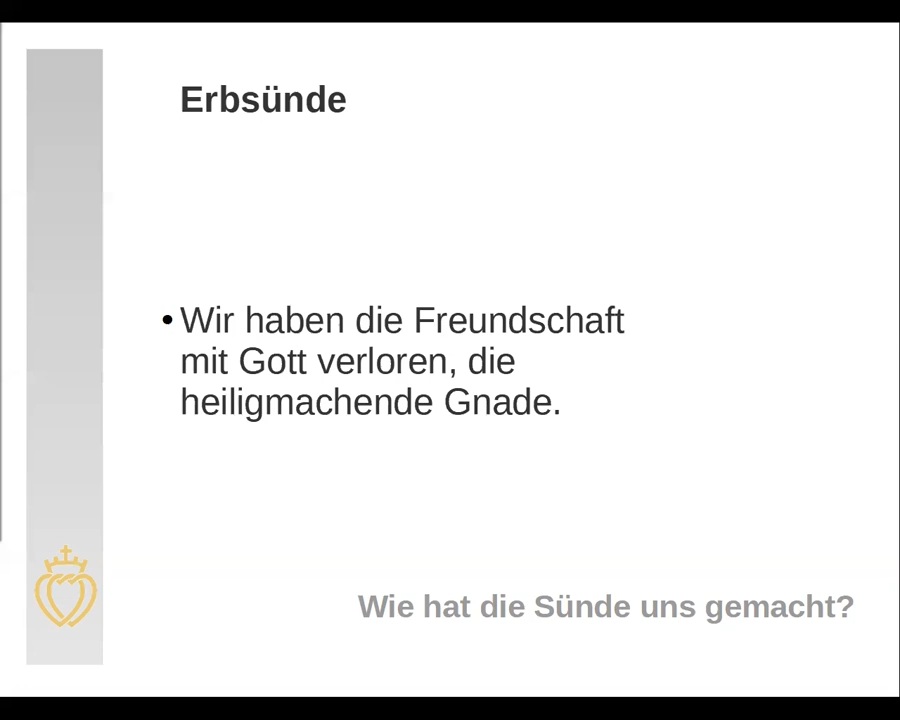 Erbsünde
• Wir haben die Freundschaft
mit Gott verloren, die
heiligmachende Gnade.
Wie hat die Sünde uns gemacht?